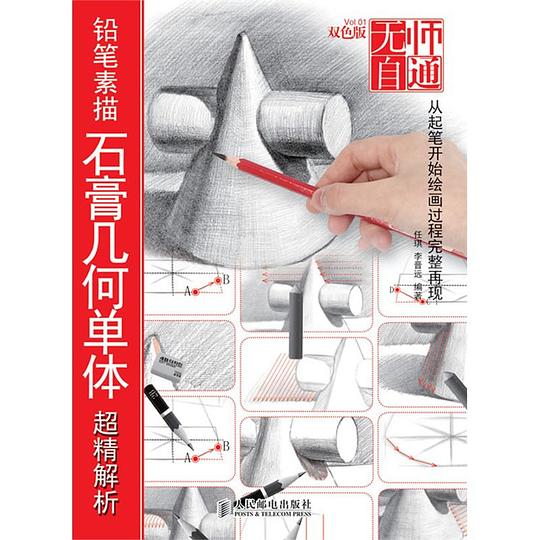 铅笔素描
石膏几何单体
超精解析
Vol.01
双色版
无师自通
从起笔开始绘画过程完整再现
任琪 李晋远 编著
A
B
D
A
B
人民邮电出版社
POSTS & TELECOM PRESS